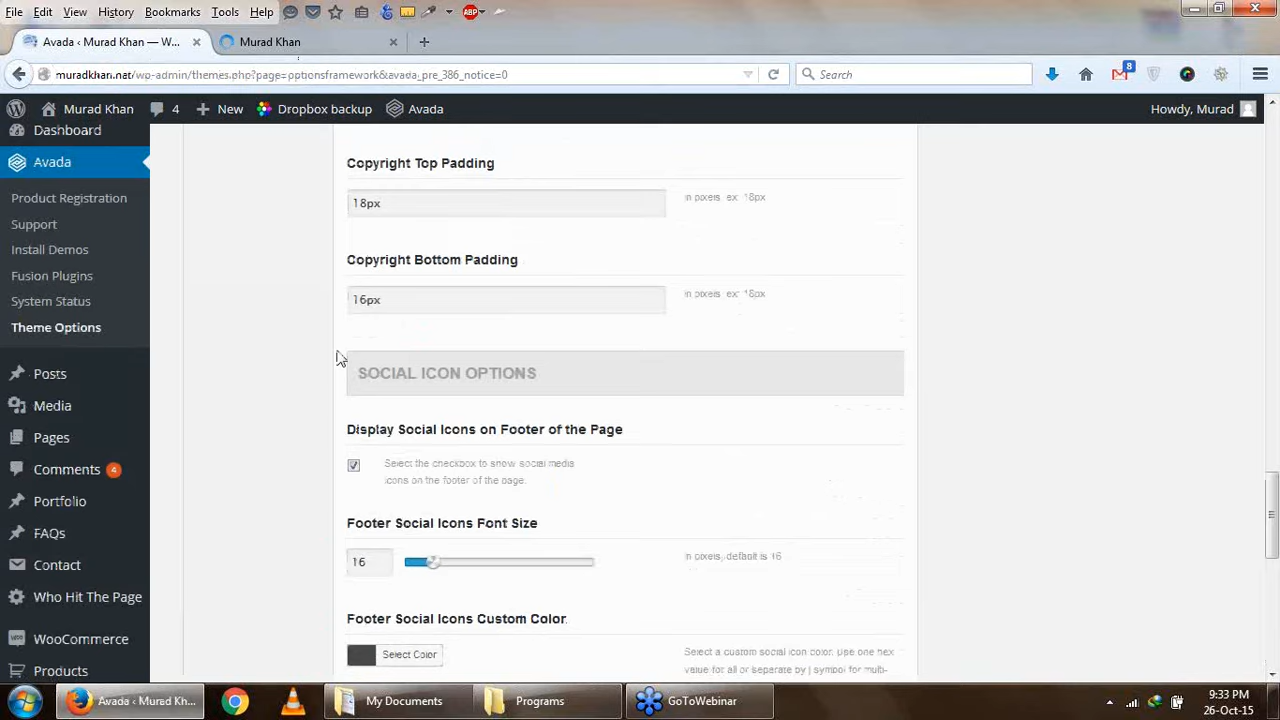 File Edit View History Bookmarks Tools Help ABP
Avada ‹ Murad Khan — W... × Murad Khan × +
muradkhan.net/wp-admin/themes.php?page=optionsframework&avada_pre_386_notice=0 Search 8
Murad Khan 4 + New Dropbox backup Avada Howdy, Murad
Dashboard
Avada
Product Registration
Support
Install Demos
Fusion Plugins
System Status
Theme Options
Posts
Media
Pages
Comments 4
Portfolio
FAQs
Contact
Who Hit The Page
WooCommerce
Products
Copyright Top Padding
18px
in pixels, ex: 18px
Copyright Bottom Padding
16px
in pixels, ex: 18px
SOCIAL ICON OPTIONS
Display Social Icons on Footer of the Page
Select the checkbox to show social media
icons on the footer of the page.
Footer Social Icons Font Size
16
in pixels, default is 16
Footer Social Icons Custom Color
Select Color
Select a custom social icon color. Use one hex
value for all or separate by | symbol for multi-
Avada ‹ Murad Kh... My Documents Programs GoToWebinar
9:33 PM
26-Oct-15